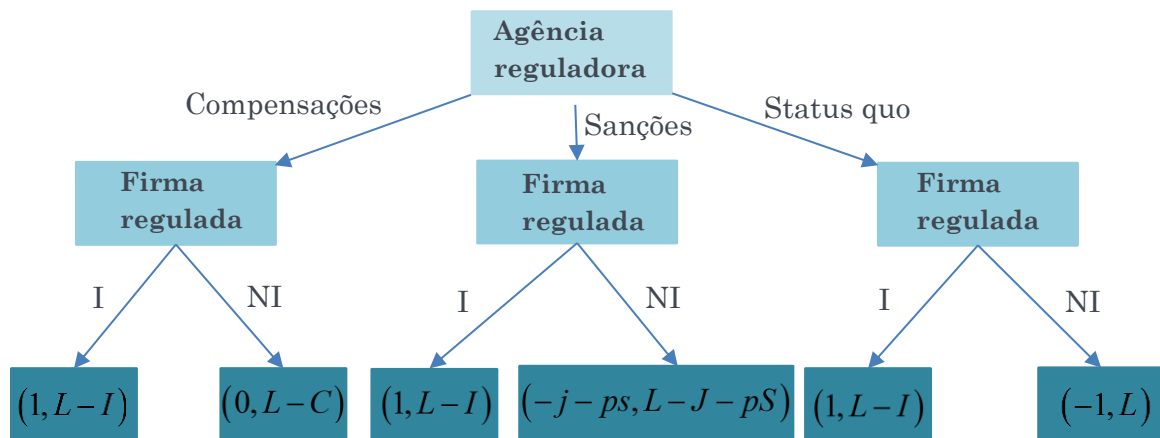 Agência
reguladora
Compensações
Sanções
Status quo
Firma
regulada
Firma
regulada
Firma
regulada
I
NI
I
NI
I
NI
(1, L − I)
(0, L − C)
(1, L − I)
(−j − ps, L − J − pS)
(1, L − I)
(−1, L)